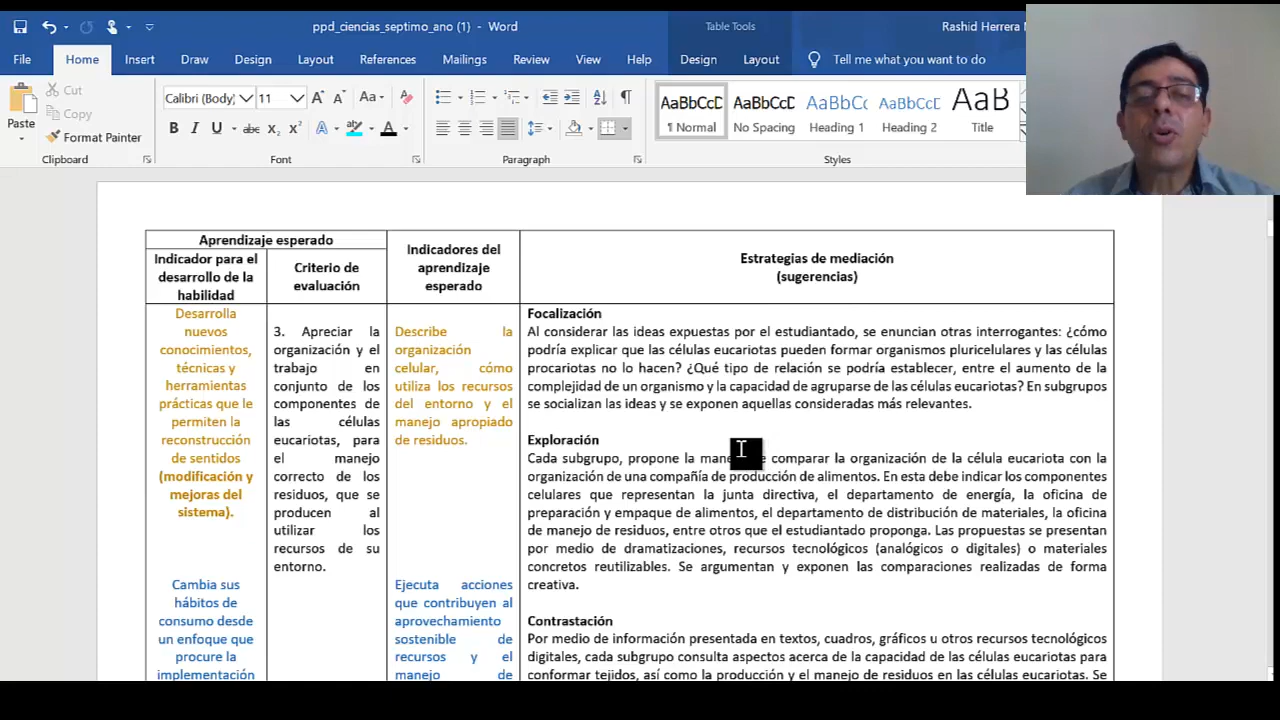 ppd_ciencias_septimo_ano (1) - Word
Table Tools
Rashid Herrera
File Home Insert Draw Design Layout References Mailings Review View Help Design Layout Tell me what you want to do
Paste
Cut
Copy
Format Painter
Clipboard
Calibri (Body) 11
Font
Paragraph
AaBbCcD AaBbCcD AaBbCc AaBbCcD AaB
¶ Normal No Spacing Heading 1 Heading 2 Title
Styles
Aprendizaje esperado
Indicador para el
desarrollo de la
habilidad
Criterio de
evaluación
Indicadores del
aprendizaje
esperado
Estrategias de mediación
(sugerencias)
Desarrolla
nuevos
conocimientos,
técnicas y
herramientas
prácticas que le
permiten la
reconstrucción
de sentidos
(modificación y
mejoras del
sistema).
Cambia sus
hábitos de
consumo desde
un enfoque que
procure la
implementación
3. Apreciar la
organización y el
trabajo en
conjunto de los
componentes de
las células
eucariotas, para
el manejo
correcto de los
residuos, que se
producen al
utilizar los
recursos de su
entorno.
Describe la
organización
celular, cómo
utiliza los recursos
del entorno y el
manejo apropiado
de residuos.
Ejecuta acciones
que contribuyen al
aprovechamiento
sostenible de
recursos y el
manejo de
Focalización
Al considerar las ideas expuestas por el estudiantado, se enuncian otras interrogantes: ¿cómo
podría explicar que las células eucariotas pueden formar organismos pluricelulares y las células
procariotas no lo hacen? ¿Qué tipo de relación se podría establecer, entre el aumento de la
complejidad de un organismo y la capacidad de agruparse de las células eucariotas? En subgrupos
se socializan las ideas y se exponen aquellas consideradas más relevantes.
Exploración
Cada subgrupo, propone la comparar la organización de la célula eucariota con la
organización de una compañía de producción de alimentos. En esta debe indicar los componentes
celulares que representan la junta directiva, el departamento de energía, la oficina de
preparación y empaque de alimentos, el departamento de distribución de materiales, la oficina
de manejo de residuos, entre otros que el estudiantado proponga. Las propuestas se presentan
por medio de dramatizaciones, recursos tecnológicos (analógicos o digitales) o materiales
concretos reutilizables. Se argumentan y exponen las comparaciones realizadas de forma
creativa.
Contrastación
Por medio de información presentada en textos, cuadros, gráficos u otros recursos tecnológicos
digitales, cada subgrupo consulta aspectos acerca de la capacidad de las células eucariotas para
conformar tejidos, así como la producción y el manejo de residuos en las células eucariotas. Se